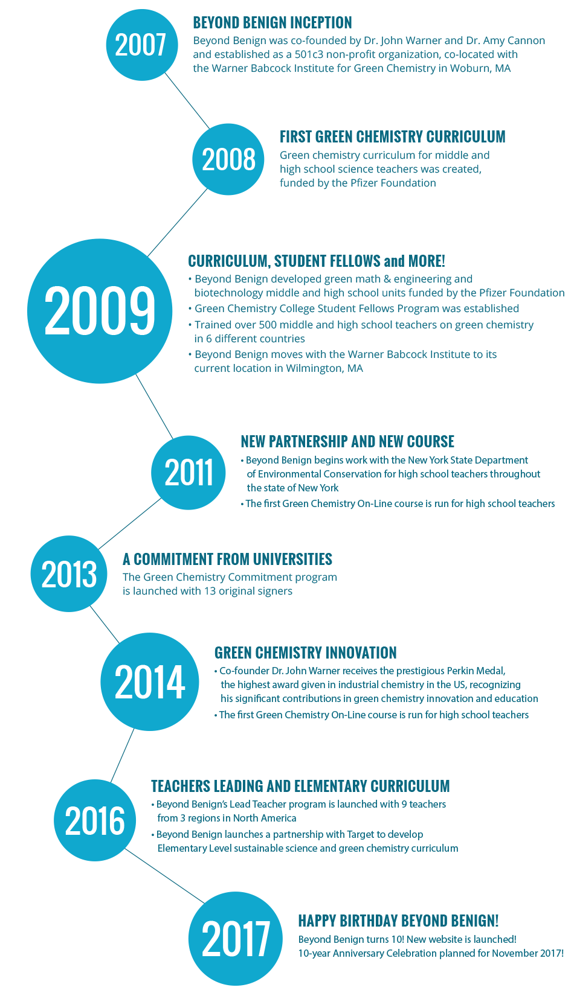 2007
BEYOND BENIGN INCEPTION
Beyond Benign was co-founded by Dr. John Warner and Dr. Amy Cannon
and established as a 501c3 non-profit organization, co-located with
the Warner Babcock Institute for Green Chemistry in Woburn, MA
2008
FIRST GREEN CHEMISTRY CURRICULUM
Green chemistry curriculum for middle and
high school science teachers was created,
funded by the Pfizer Foundation
2009
CURRICULUM, STUDENT FELLOWS and MORE!
• Beyond Benign developed green math & engineering and
biotechnology middle and high school units funded by the Pfizer Foundation
• Green Chemistry College Student Fellows Program was established
• Trained over 500 middle and high school teachers on green chemistry
in 6 different countries
• Beyond Benign moves with the Warner Babcock Institute to its
current location in Wilmington, MA
2011
NEW PARTNERSHIP AND NEW COURSE
• Beyond Benign begins work with the New York State Department
of Environmental Conservation for high school teachers throughout
the state of New York
• The first Green Chemistry On-Line course is run for high school teachers
2013
A COMMITMENT FROM UNIVERSITIES
The Green Chemistry Commitment program
is launched with 13 original signers
2014
GREEN CHEMISTRY INNOVATION
• Co-founder Dr. John Warner receives the prestigious Perkin Medal,
the highest award given in industrial chemistry in the US, recognizing
his significant contributions in green chemistry innovation and education
• The first Green Chemistry On-Line course is run for high school teachers
2016
TEACHERS LEADING AND ELEMENTARY CURRICULUM
• Beyond Benign's Lead Teacher program is launched with 9 teachers
from 3 regions in North America
• Beyond Benign launches a partnership with Target to develop
Elementary Level sustainable science and green chemistry curriculum
2017
HAPPY BIRTHDAY BEYOND BENIGN!
Beyond Benign turns 10! New website is launched!
10-year Anniversary Celebration planned for November 2017!